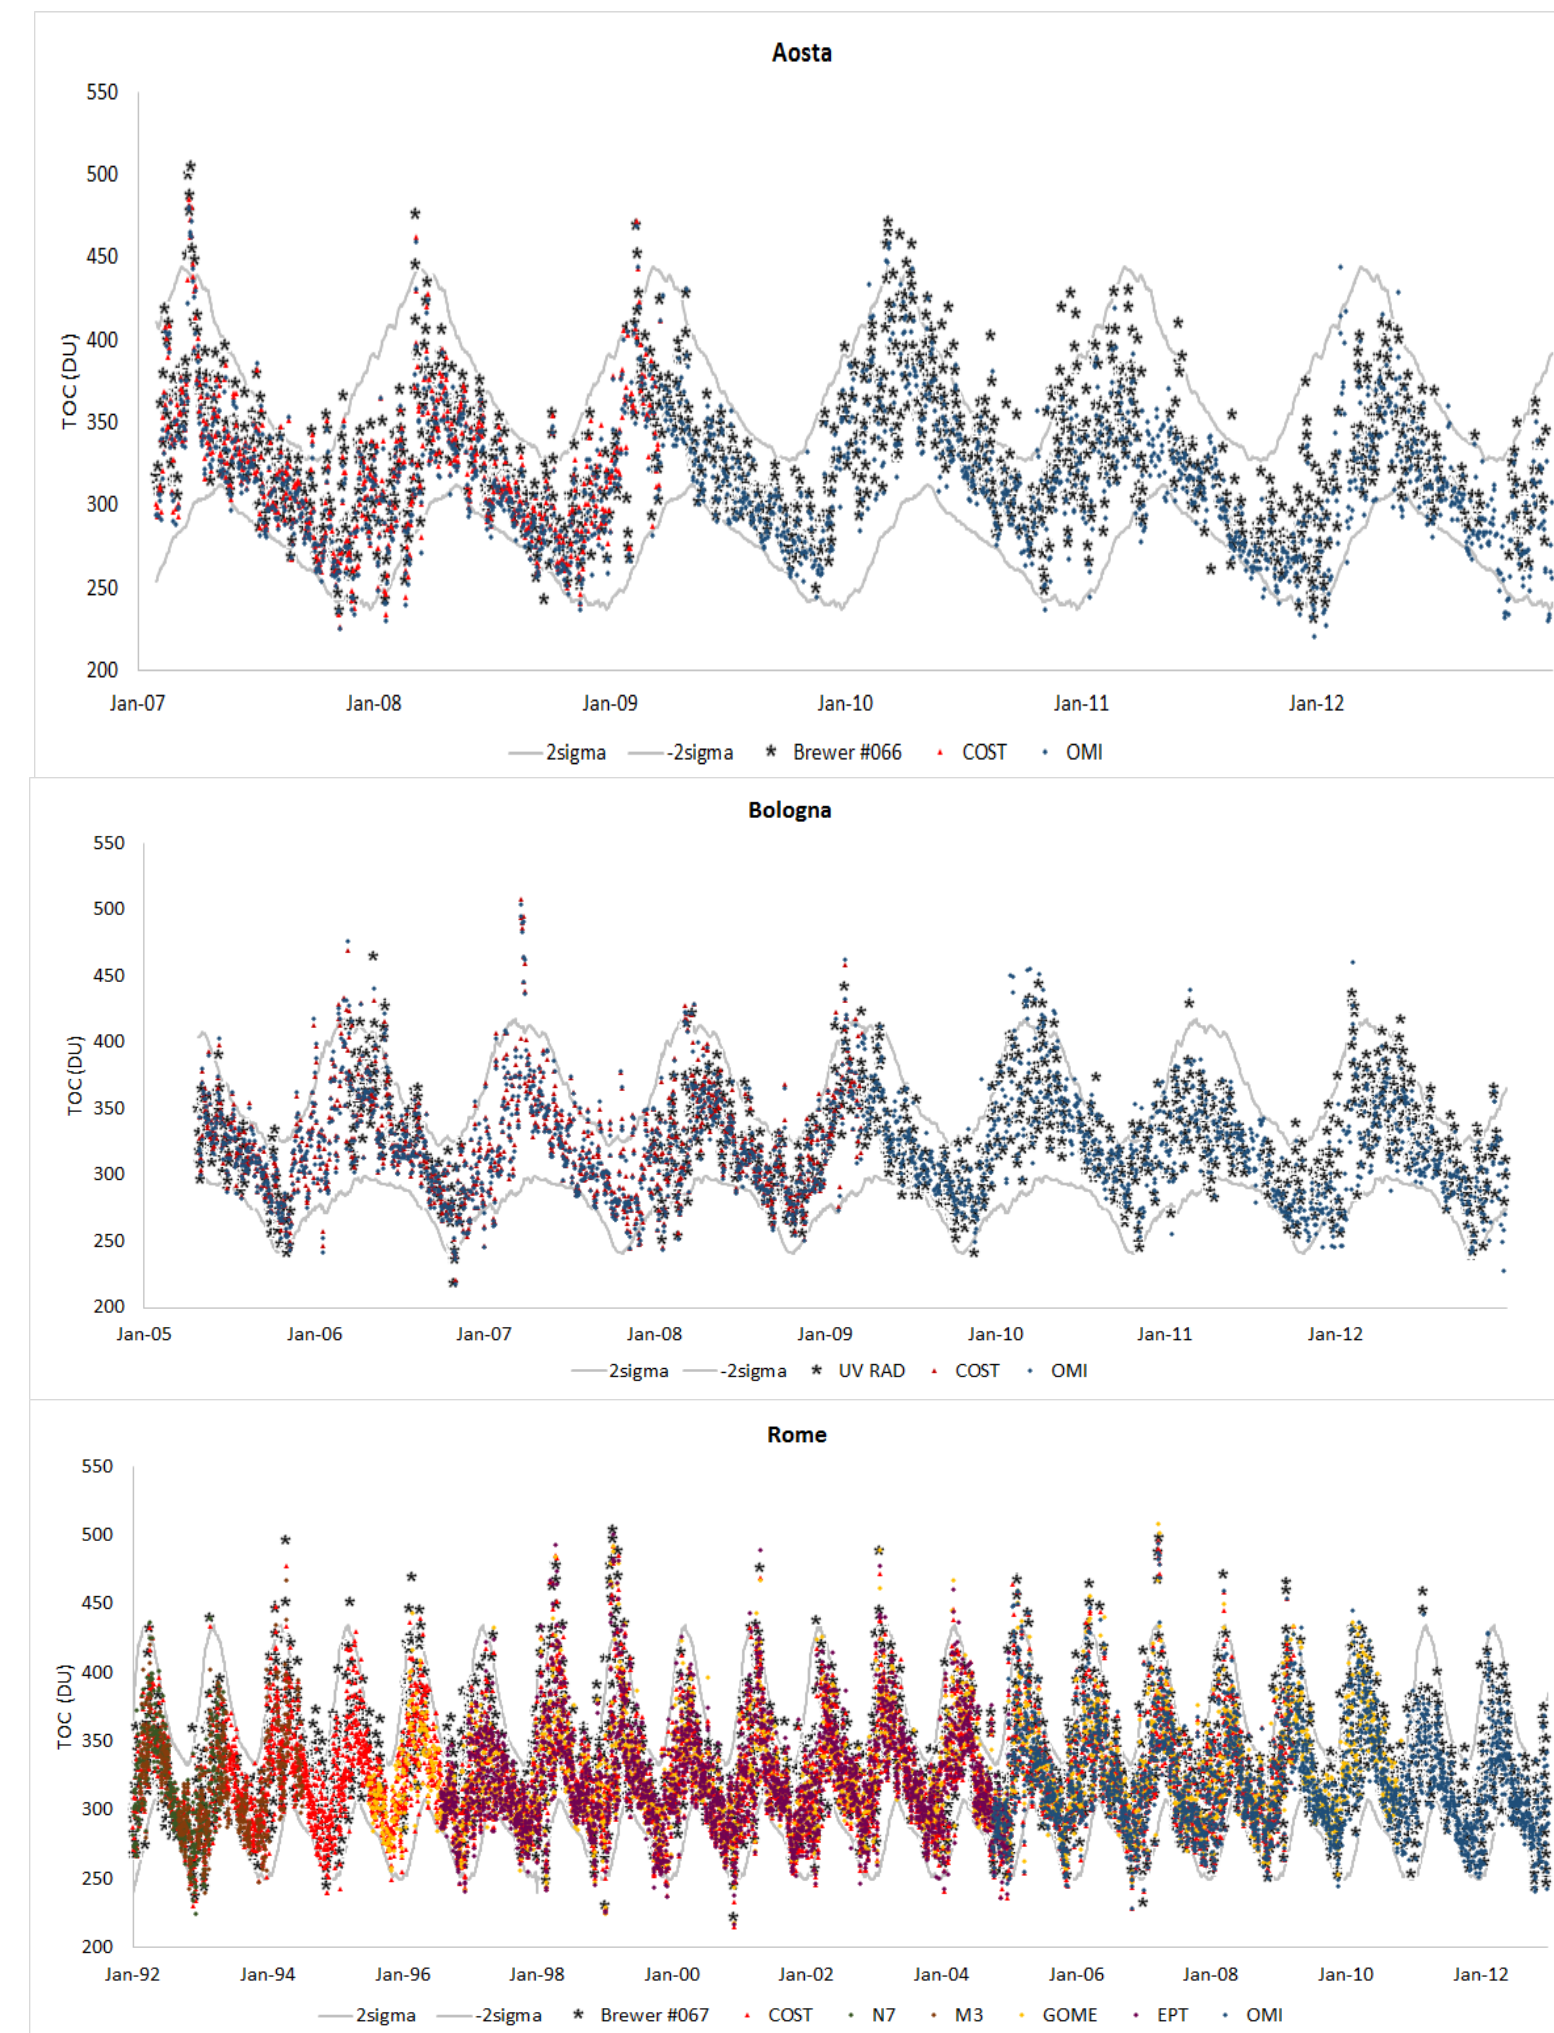 Aosta
550
500
450
400
350
300
250
200
TOC (DU)
Jan-07 Jan-08 Jan-09 Jan-10 Jan-11 Jan-12
2sigma -2sigma Brewer #066 COST OMI
Bologna
550
500
450
400
350
300
250
200
TOC (DU)
Jan-05 Jan-06 Jan-07 Jan-08 Jan-09 Jan-10 Jan-11 Jan-12
2sigma -2sigma UV RAD COST OMI
Rome
550
500
450
400
350
300
250
200
TOC (DU)
Jan-92 Jan-94 Jan-96 Jan-98 Jan-00 Jan-02 Jan-04 Jan-06 Jan-08 Jan-10 Jan-12
2sigma -2sigma Brewer #067 COST N7 M3 GOME EPT OMI